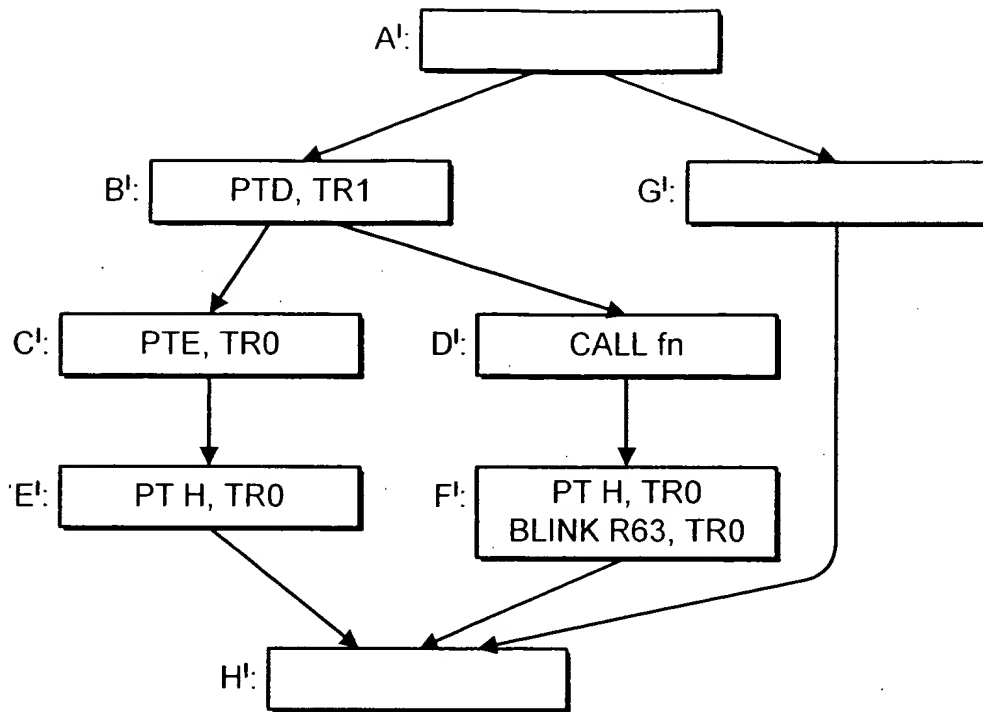 A':
B': PTD, TR1
G':
C': PTE, TR0
D': CALL fn
E': PT H, TR0
F': PT H, TR0
BLINK R63, TR0
H':